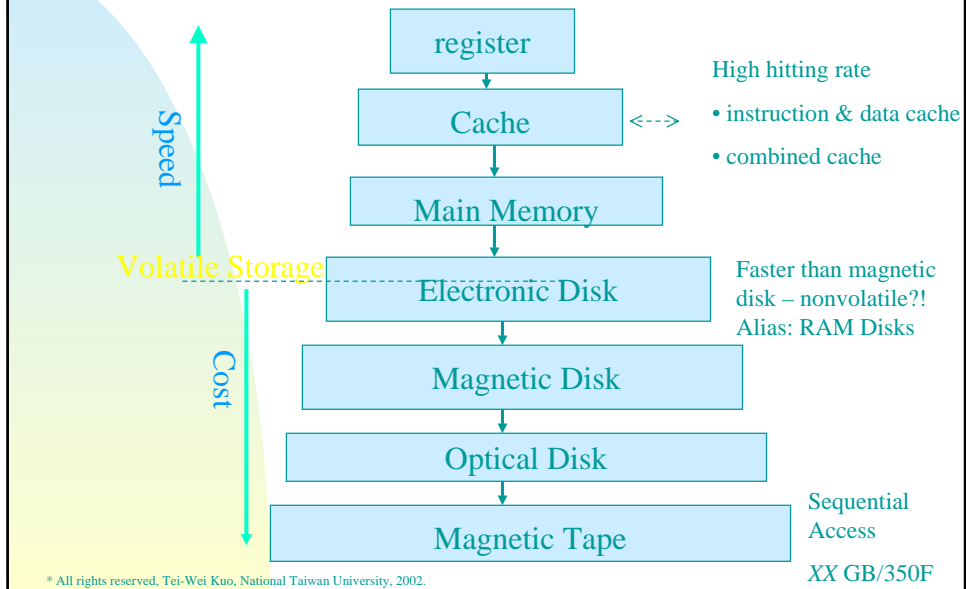 register
Speed
Cache
High hitting rate
• instruction & data cache
• combined cache
Main Memory
Volatile Storage
Electronic Disk
Faster than magnetic
disk – nonvolatile?!
Alias: RAM Disks
Cost
Magnetic Disk
Optical Disk
Magnetic Tape
Sequential
Access
XX GB/350F
* All rights reserved, Tei-Wei Kuo, National Taiwan University, 2002.